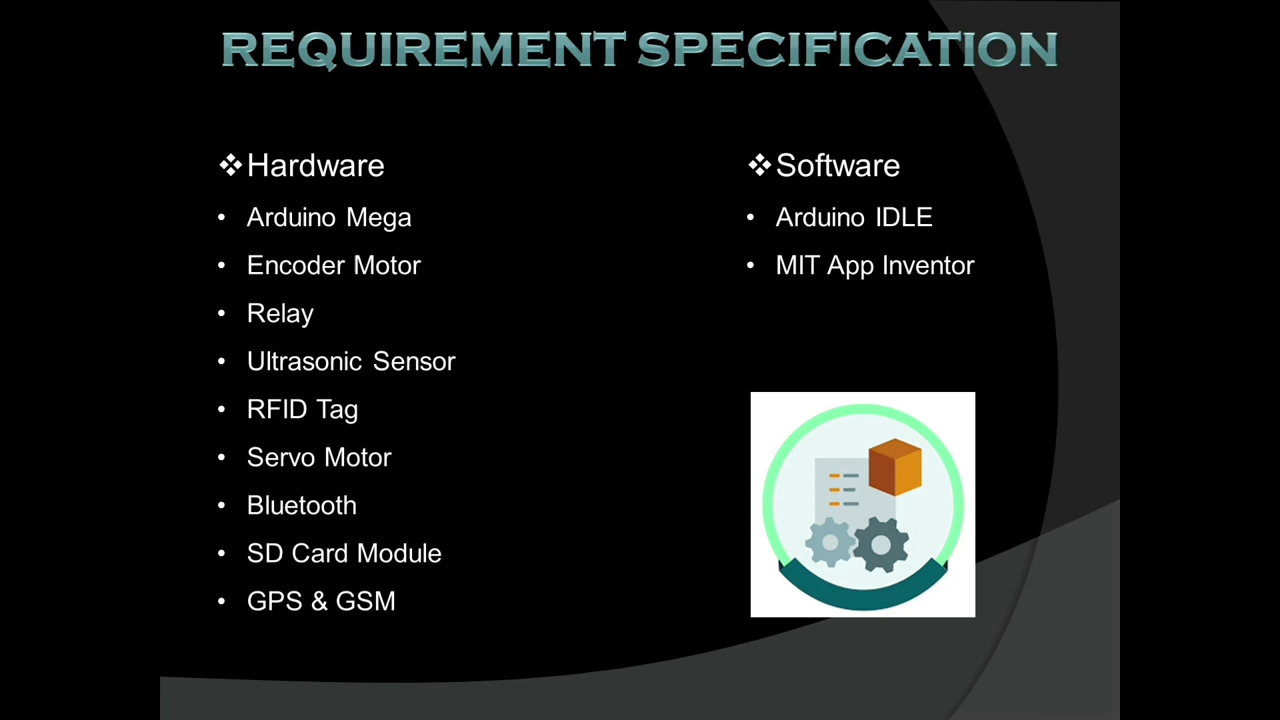 REQUIREMENT SPECIFICATION
❖Hardware
• Arduino Mega
• Encoder Motor
• Relay
• Ultrasonic Sensor
• RFID Tag
• Servo Motor
• Bluetooth
• SD Card Module
• GPS & GSM
❖Software
• Arduino IDLE
• MIT App Inventor